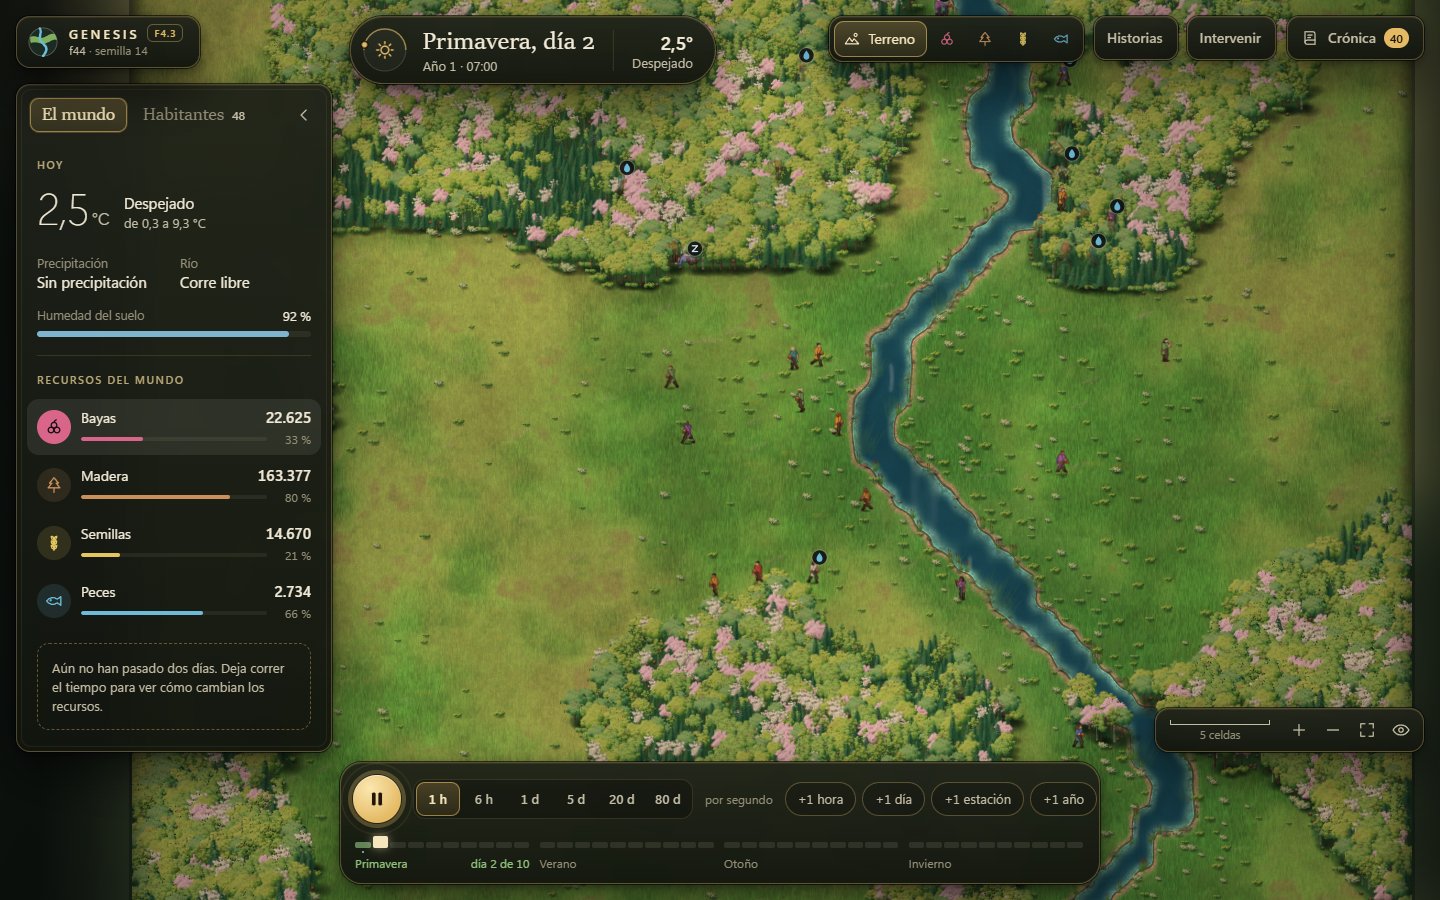 GENESIS F4.3
f44 · semilla 14
Primavera, día 2
Año 1 · 07:00
2,5°
Despejado
Terreno
Historias
Intervenir
Crónica 40
El mundo
Habitantes 48
HOY
2,5 °C
Despejado
de 0,3 a 9,3 °C
Precipitación
Sin precipitación
Río
Corre libre
Humedad del suelo 92 %
RECURSOS DEL MUNDO
Bayas 22.625
33 %
Madera 163.377
80 %
Semillas 14.670
21 %
Peces 2.734
66 %
Aún no han pasado dos días. Deja correr
el tiempo para ver cómo cambian los
recursos.
Z
5 celdas
1 h 6 h 1 d 5 d 20 d 80 d por segundo +1 hora +1 día +1 estación +1 año
Primavera día 2 de 10 Verano Otoño Invierno